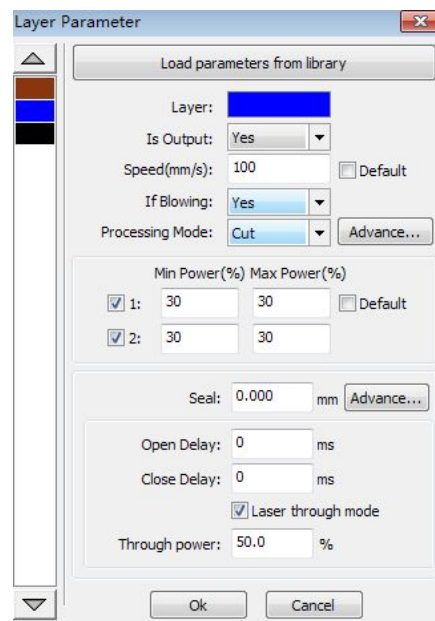 Layer Parameter
Load parameters from library
Layer:
Is Output: Yes
Speed(mm/s): 100 Default
If Blowing: Yes
Processing Mode: Cut Advance...
Min Power(%) Max Power(%)
1: 30 30 Default
2: 30 30
Seal: 0.000 mm Advance...
Open Delay: 0 ms
Close Delay: 0 ms
Laser through mode
Through power: 50.0 %
Ok Cancel